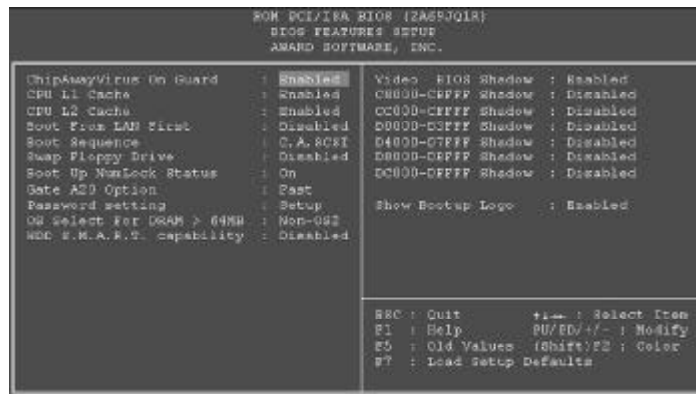 ROM PCI/ISA BIOS (2A69JQ1R)
BIOS FEATURES SETUP
AWARD SOFTWARE, INC.
ChipAwayVirus On Guard : Enabled
CPU L1 Cache : Enabled
CPU L2 Cache : Enabled
Boot From LAN First : Disabled
Boot Sequence : C,A,SCSI
Swap Floppy Drive : Disabled
Boot Up NumLock Status : On
Gate A20 Option : Fast
Password setting : Setup
OS Select For DRAM > 64MB : Non-OS2
HDD S.M.A.R.T. capability : Disabled
Video BIOS Shadow : Enabled
C8000-CBFFF Shadow : Disabled
CC000-CFFFF Shadow : Disabled
D0000-D3FFF Shadow : Disabled
D4000-D7FFF Shadow : Disabled
D8000-DBFFF Shadow : Disabled
DC000-DFFFF Shadow : Disabled
Show Bootup Logo : Enabled
ESC : Quit ↑↓→← : Select Item
F1 : Help PU/PD/+/- : Modify
F5 : Old Values (Shift)F2 : Color
F7 : Load Setup Defaults